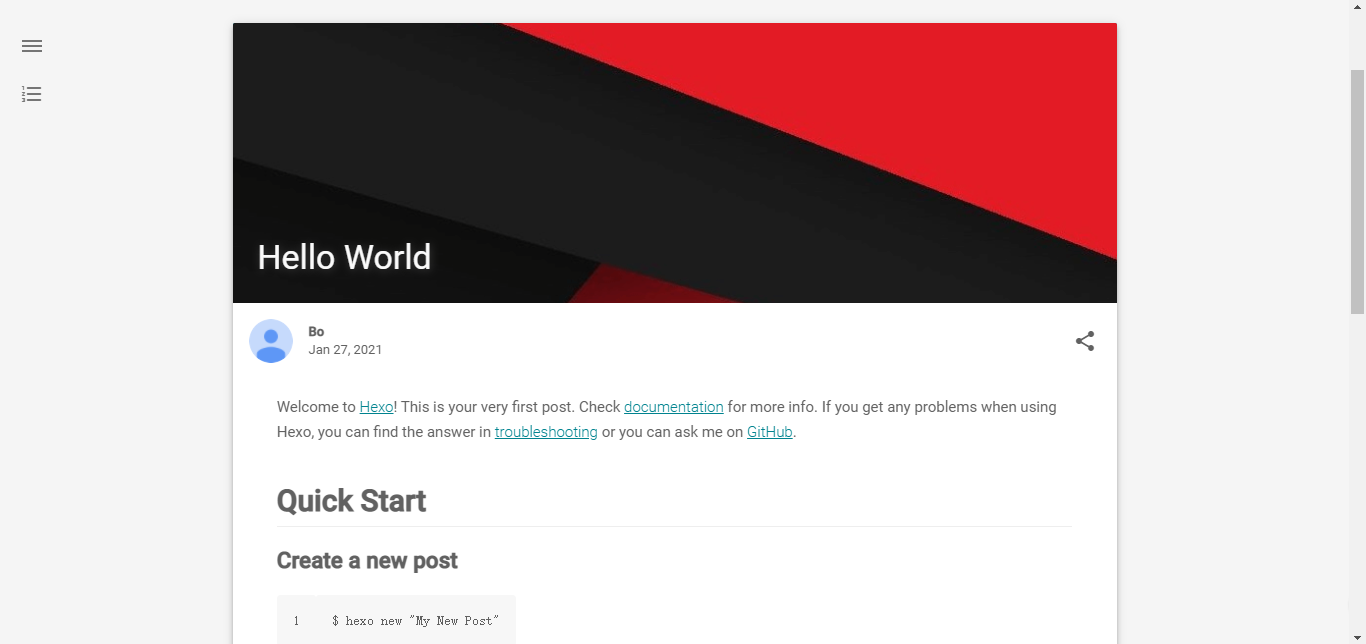 Hello World
Bo
Jan 27, 2021
Welcome to Hexo! This is your very first post. Check documentation for more info. If you get any problems when using
Hexo, you can find the answer in troubleshooting or you can ask me on GitHub.
Quick Start
Create a new post
1 $ hexo new "My New Post"